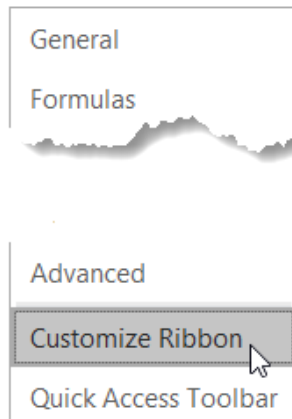 General
Formulas
Advanced
Customize Ribbon
Quick Access Toolbar